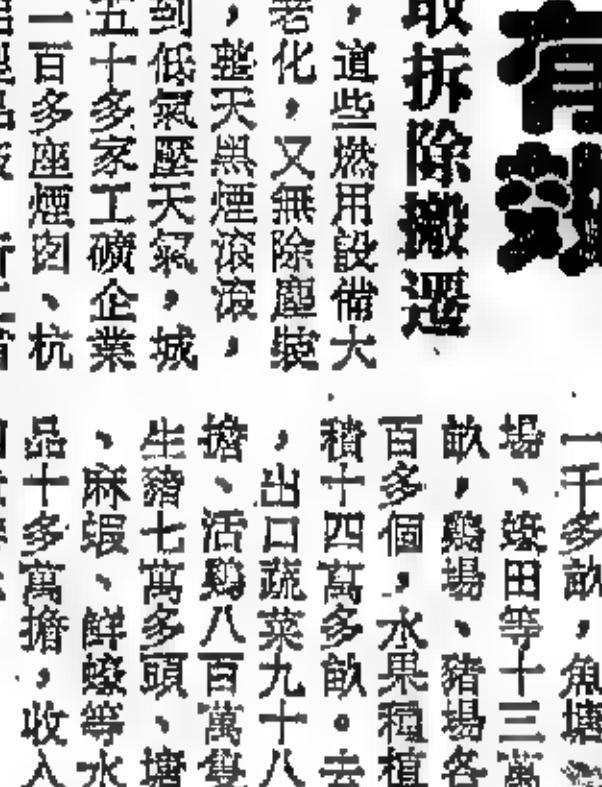 有效
取拆除搬遷
，這些燃用設備大
老化，又無除塵裝
，整天黑煙滾滾，
到低氣壓天氣，城
五十多家工礦企業
一百多座煙囪、杭
一千多畝，魚塘
場、蠔田等十三萬
畝，鷄場、豬場各
百多個，水果種植
積十四萬多畝。去
，出口蔬菜九十八
擔、活鷄八百萬隻
生豬七萬多頭、塘
、麻蝦、鮮蠔等水
品十多萬擔，收入